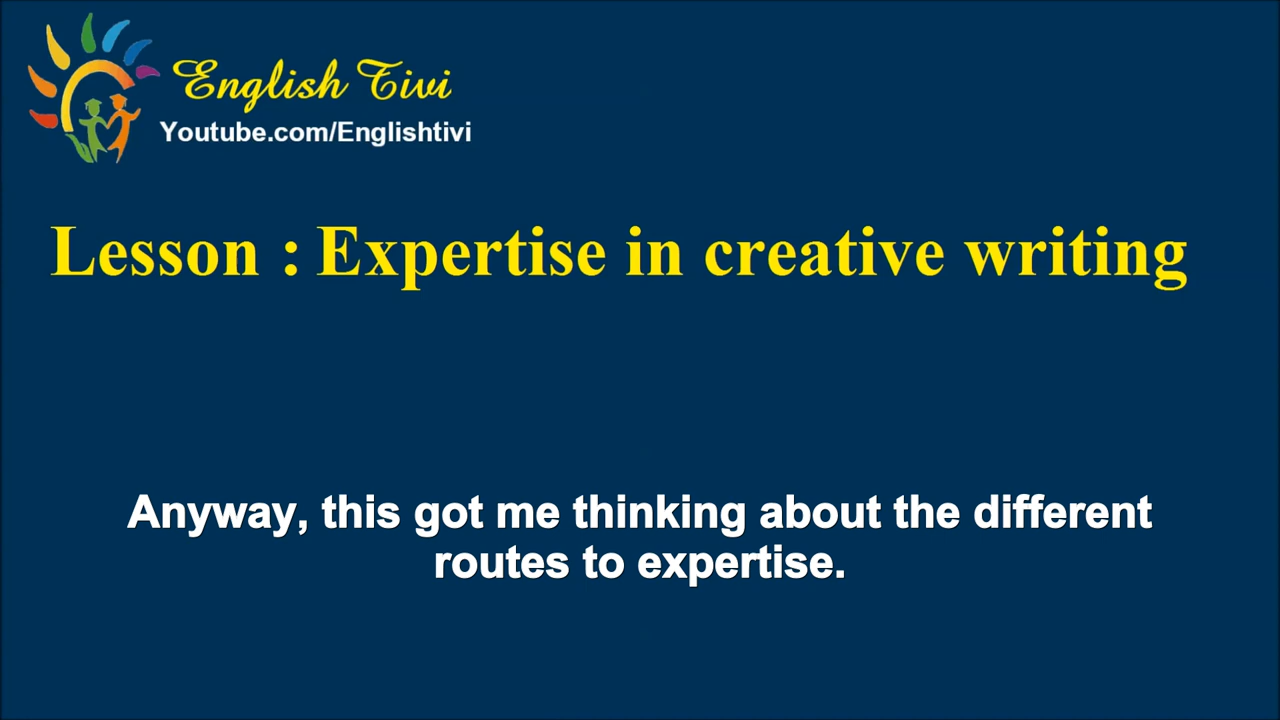 English Tivi
Youtube.com/Englishtivi
Lesson : Expertise in creative writing
Anyway, this got me thinking about the different
routes to expertise.